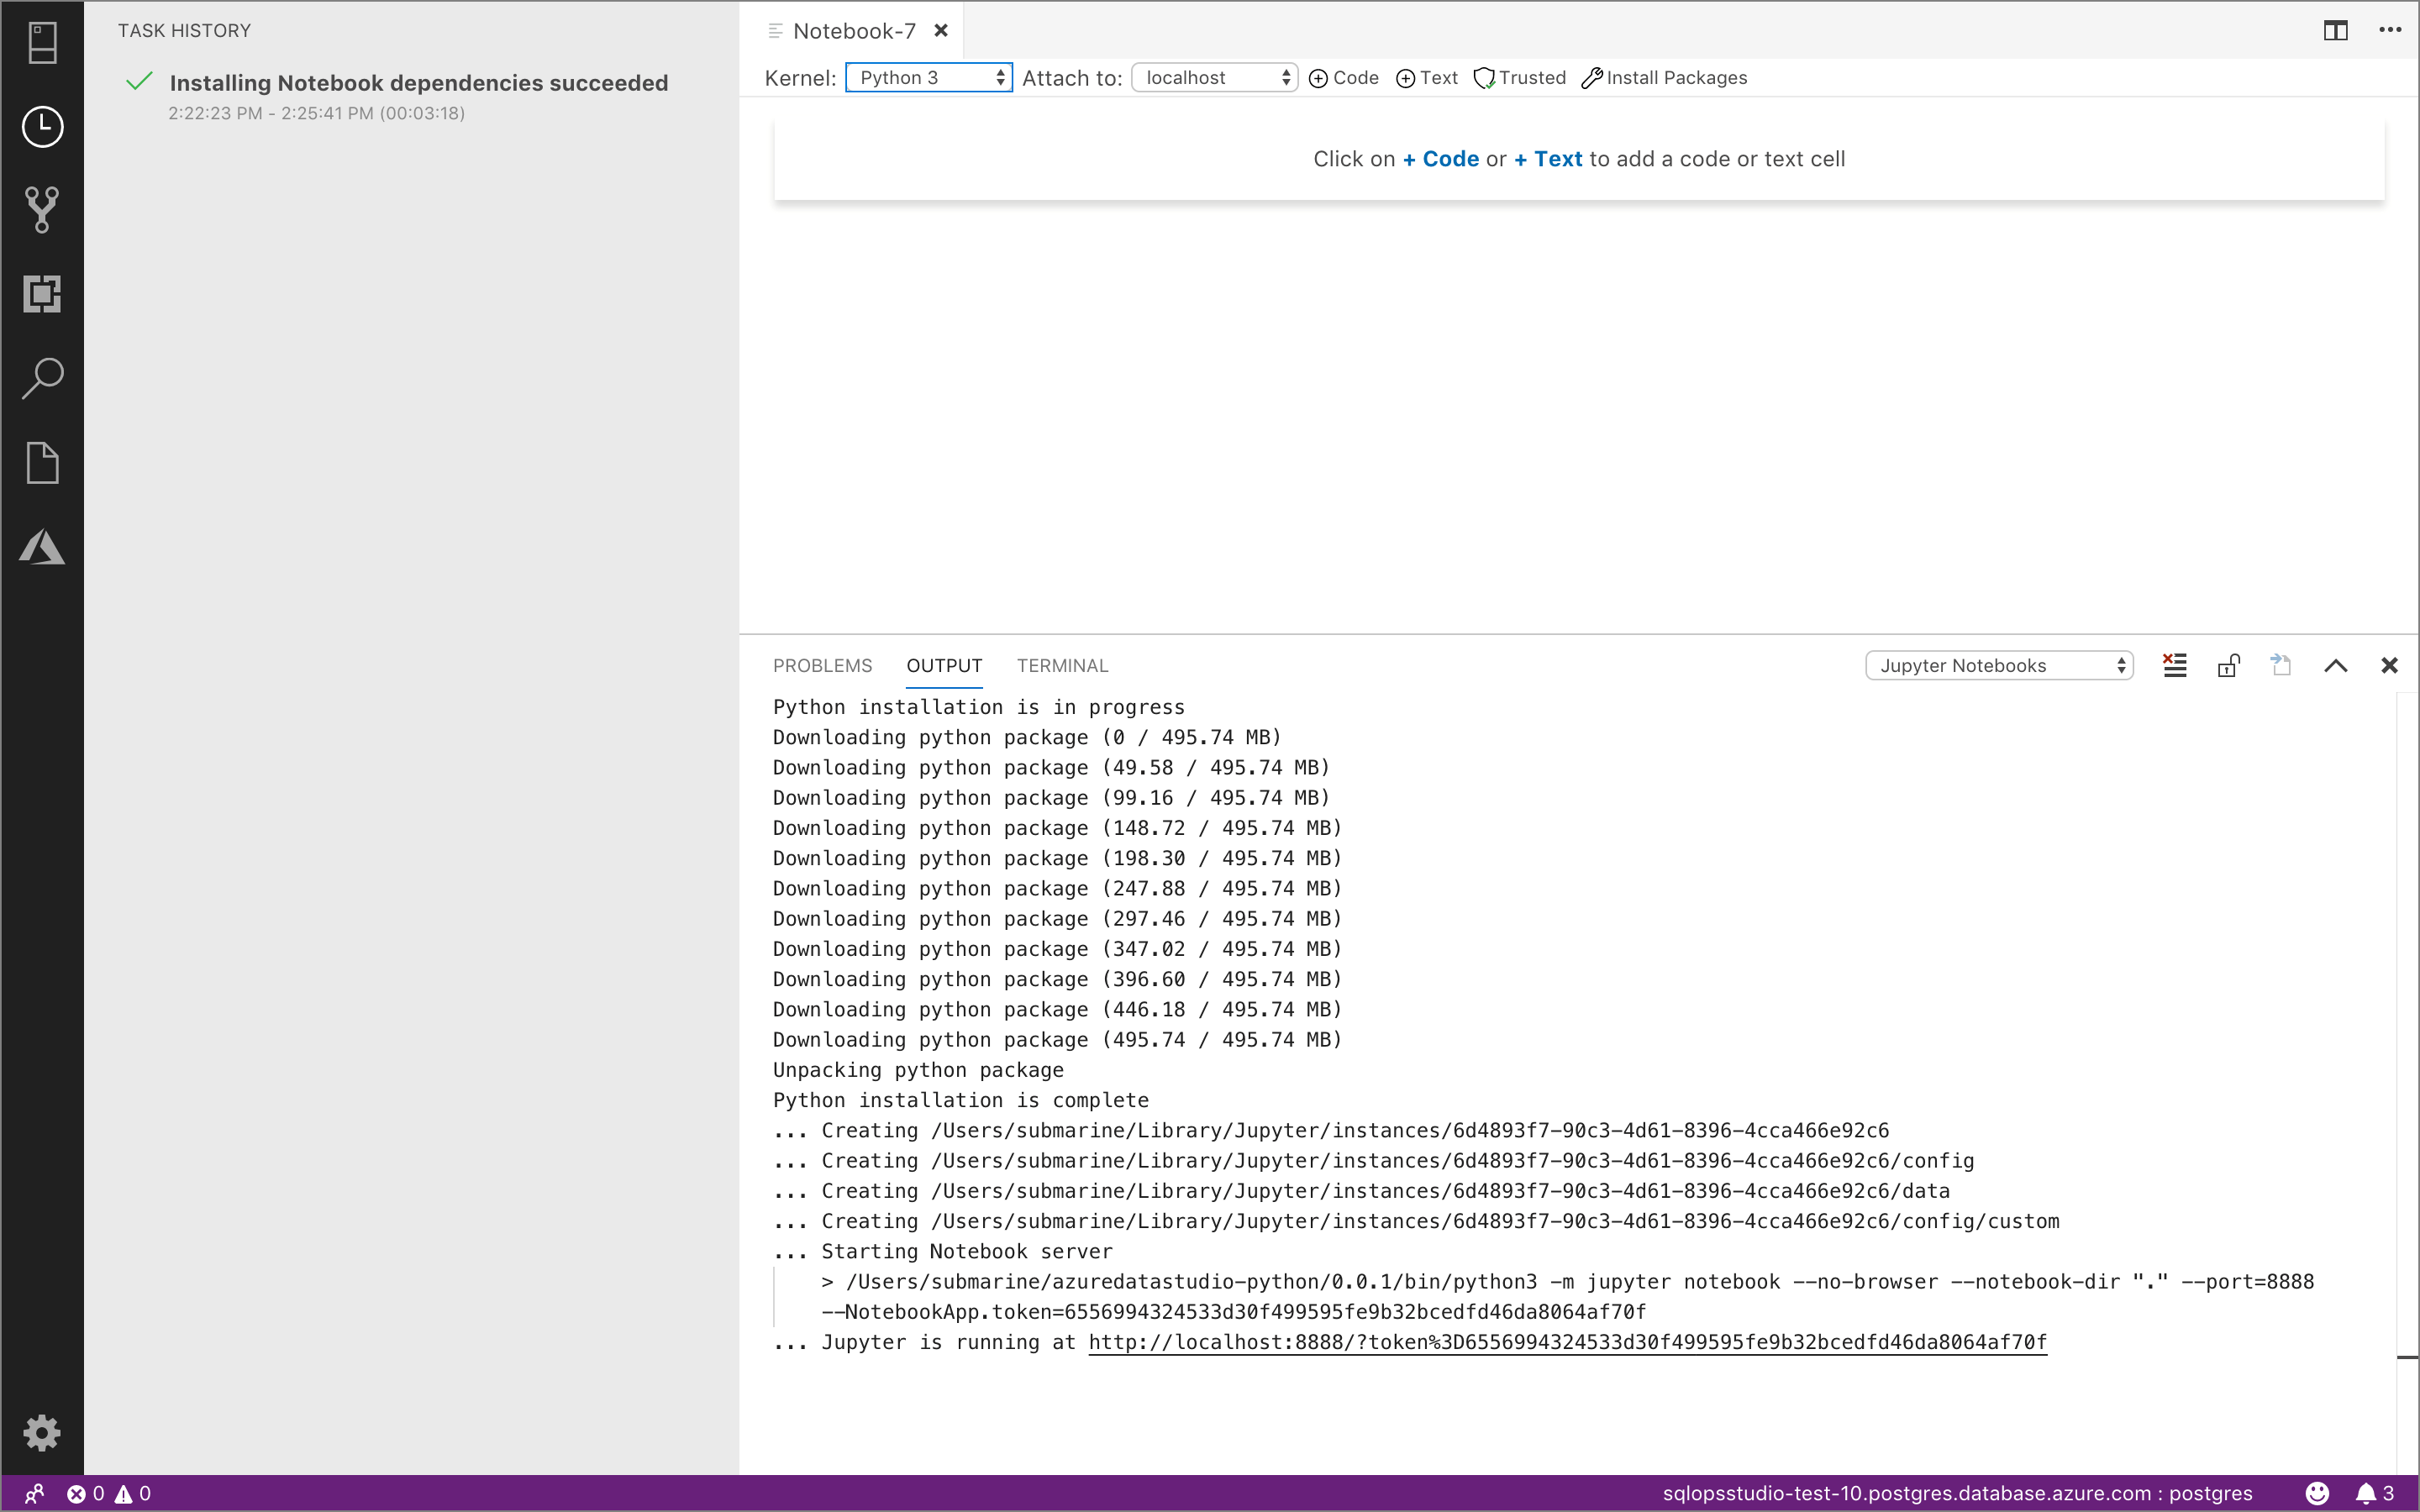 TASK HISTORY
Installing Notebook dependencies succeeded
2:22:23 PM - 2:25:41 PM (00:03:18)
Notebook-7
Kernel: Python 3 Attach to: localhost Code Text Trusted Install Packages
Click on + Code or + Text to add a code or text cell
PROBLEMS OUTPUT TERMINAL Jupyter Notebooks
Python installation is in progress
Downloading python package (0 / 495.74 MB)
Downloading python package (49.58 / 495.74 MB)
Downloading python package (99.16 / 495.74 MB)
Downloading python package (148.72 / 495.74 MB)
Downloading python package (198.30 / 495.74 MB)
Downloading python package (247.88 / 495.74 MB)
Downloading python package (297.46 / 495.74 MB)
Downloading python package (347.02 / 495.74 MB)
Downloading python package (396.60 / 495.74 MB)
Downloading python package (446.18 / 495.74 MB)
Downloading python package (495.74 / 495.74 MB)
Unpacking python package
Python installation is complete
... Creating /Users/submarine/Library/Jupyter/instances/6d4893f7-90c3-4d61-8396-4cca466e92c6
... Creating /Users/submarine/Library/Jupyter/instances/6d4893f7-90c3-4d61-8396-4cca466e92c6/config
... Creating /Users/submarine/Library/Jupyter/instances/6d4893f7-90c3-4d61-8396-4cca466e92c6/data
... Creating /Users/submarine/Library/Jupyter/instances/6d4893f7-90c3-4d61-8396-4cca466e92c6/config/custom
... Starting Notebook server
> /Users/submarine/azuredatastudio-python/0.0.1/bin/python3 -m jupyter notebook --no-browser --notebook-dir "." --port=8888
--NotebookApp.token=6556994324533d30f499595fe9b32bcedfd46da8064af70f
... Jupyter is running at http://localhost:8888/?token%3D6556994324533d30f499595fe9b32bcedfd46da8064af70f
0 0 sqlopsstudio-test-10.postgres.database.azure.com : postgres 3